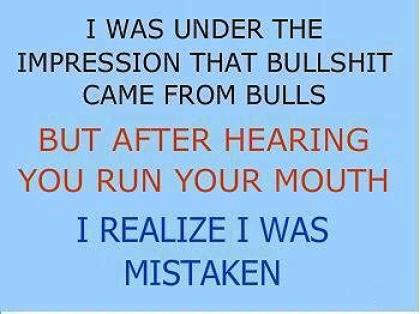 I WAS UNDER THE
IMPRESSION THAT BULLSHIT
CAME FROM BULLS
BUT AFTER HEARING
YOU RUN YOUR MOUTH
I REALIZE I WAS
MISTAKEN